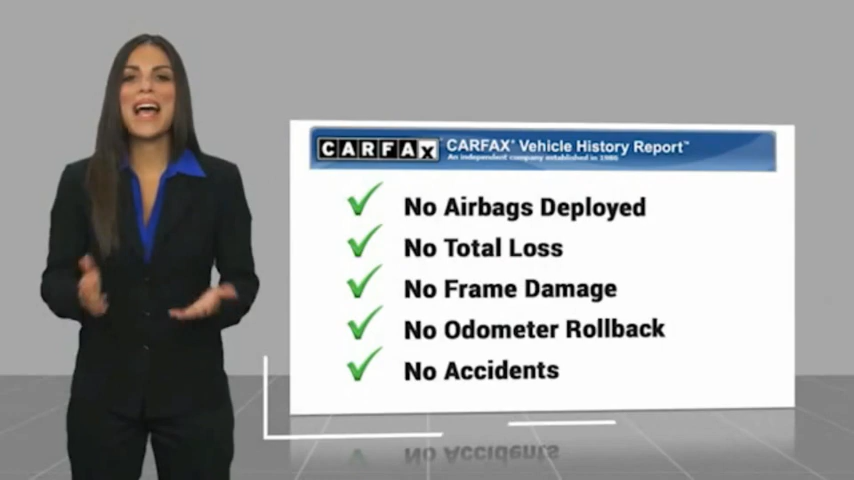 CARFAX CARFAX® Vehicle History Report™
An independent company established in 1986
No Airbags Deployed
No Total Loss
No Frame Damage
No Odometer Rollback
No Accidents
No Accidents